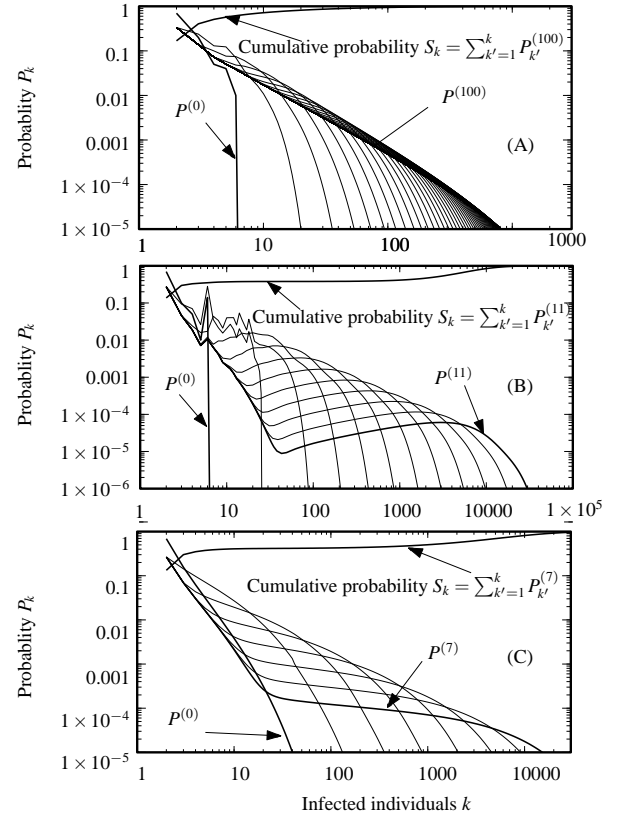 1
Cumulative probability S_k = ∑_{k′=1}^{k} P_{k′}^{(100)}
0.1
P^{(100)}
0.01
P^{(0)}
Probablity P_k
0.001
(A)
1×10^{-4}
1×10^{-5}
1 10 100 1000
1
0.1
Cumulative probability S_k = ∑_{k′=1}^{k} P_{k′}^{(11)}
0.01
P^{(0)}
P^{(11)}
Probablity P_k
0.001
(B)
1×10^{-4}
1×10^{-5}
1×10^{-6}
1 10 100 1000 10000 1×10^5
1
0.1
Cumulative probability S_k = ∑_{k′=1}^{k} P_{k′}^{(7)}
0.01
P^{(7)}
Probablity P_k
0.001
(C)
P^{(0)}
1×10^{-4}
1×10^{-5}
1 10 100 1000 10000
Infected individuals k